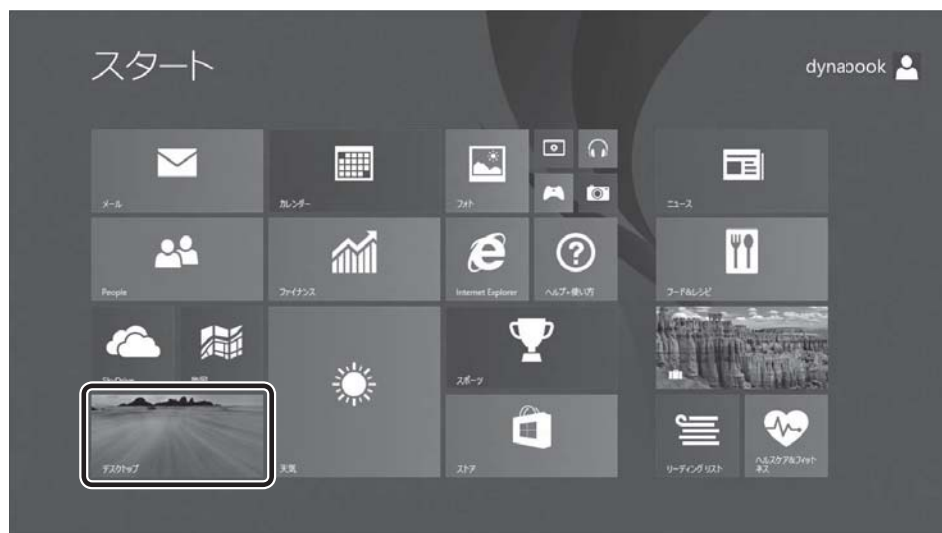 スタート
dynabook
メール
カレンダー
フォト
ニュース
People
ファイナンス
Internet Explorer
ヘルプ+使い方
フード&レシピ
SkyDrive
地図
スポーツ
デスクトップ
天気
ストア
リーディング リスト
ヘルスケア&フィット
ネス